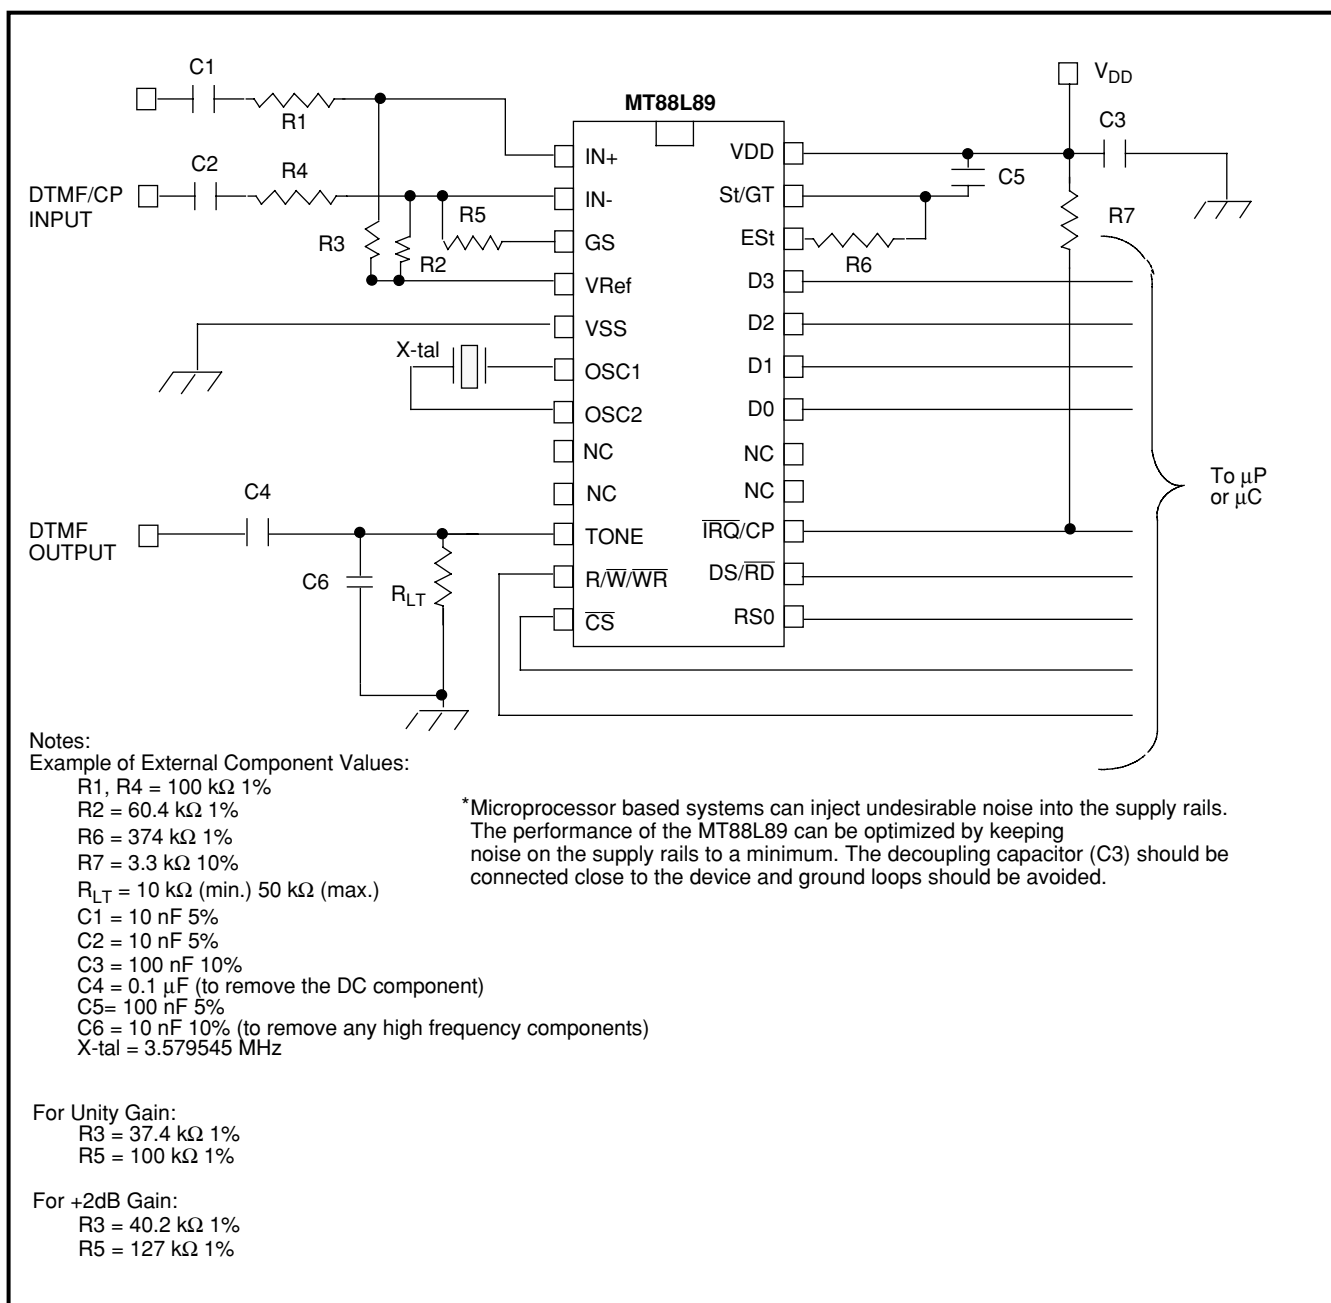 C1
R1
MT88L89
V_DD
C3
IN+
VDD
C2
R4
C5
DTMF/CP
INPUT
IN-
St/GT
R5
R7
R3
R2
GS
ESt
R6
VRef
D3
VSS
D2
X-tal
OSC1
D1
OSC2
D0
NC
NC
NC
NC
To μP
or μC
C4
DTMF
OUTPUT
TONE
I̅R̅Q̅/CP
C6
R_LT
R/W̅/W̅R̅
DS/R̅D̅
C̅S̅
RS0
Notes:
Example of External Component Values:
R1, R4 = 100 kΩ 1%
R2 = 60.4 kΩ 1%
R6 = 374 kΩ 1%
R7 = 3.3 kΩ 10%
R_LT = 10 kΩ (min.) 50 kΩ (max.)
C1 = 10 nF 5%
C2 = 10 nF 5%
C3 = 100 nF 10%
C4 = 0.1 μF (to remove the DC component)
C5= 100 nF 5%
C6 = 10 nF 10% (to remove any high frequency components)
X-tal = 3.579545 MHz
*Microprocessor based systems can inject undesirable noise into the supply rails.
The performance of the MT88L89 can be optimized by keeping
noise on the supply rails to a minimum. The decoupling capacitor (C3) should be
connected close to the device and ground loops should be avoided.
For Unity Gain:
R3 = 37.4 kΩ 1%
R5 = 100 kΩ 1%
For +2dB Gain:
R3 = 40.2 kΩ 1%
R5 = 127 kΩ 1%